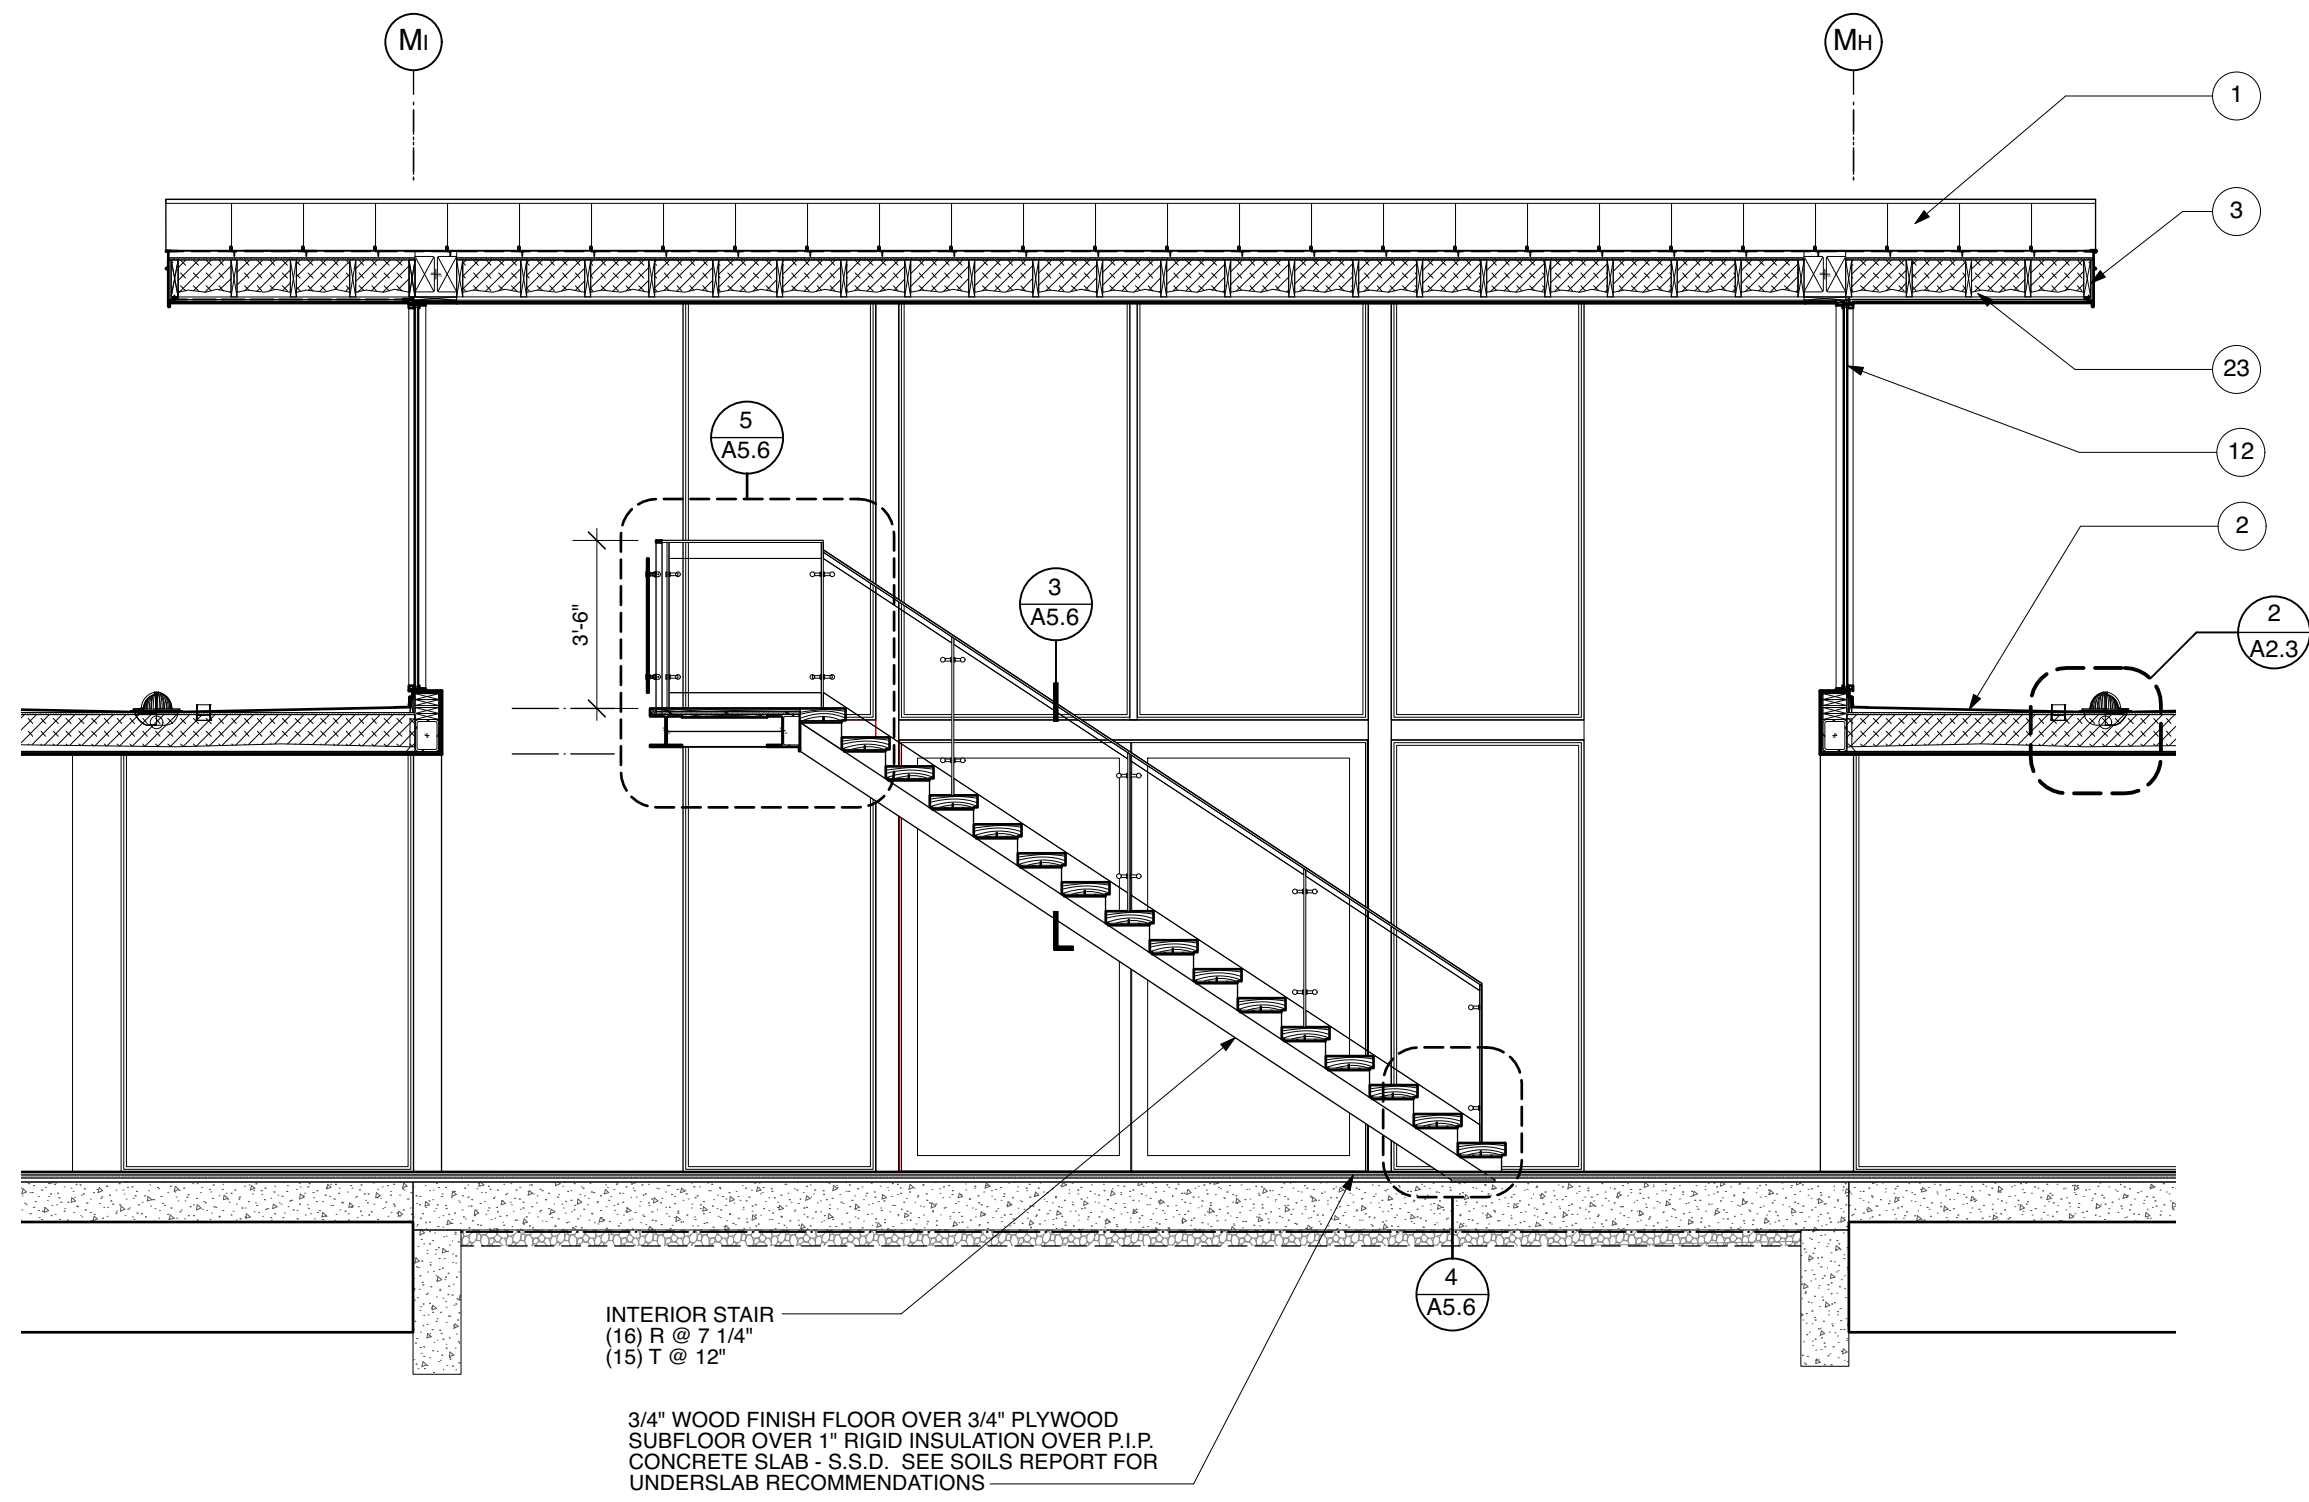 MI
MH
1
3
23
12
2
2
A2.3
5
A5.6
3
A5.6
3'-6"
4
A5.6
INTERIOR STAIR
(16) R @ 7 1/4"
(15) T @ 12"
3/4" WOOD FINISH FLOOR OVER 3/4" PLYWOOD
SUBFLOOR OVER 1" RIGID INSULATION OVER P.I.P.
CONCRETE SLAB - S.S.D.  SEE SOILS REPORT FOR
UNDERSLAB RECOMMENDATIONS